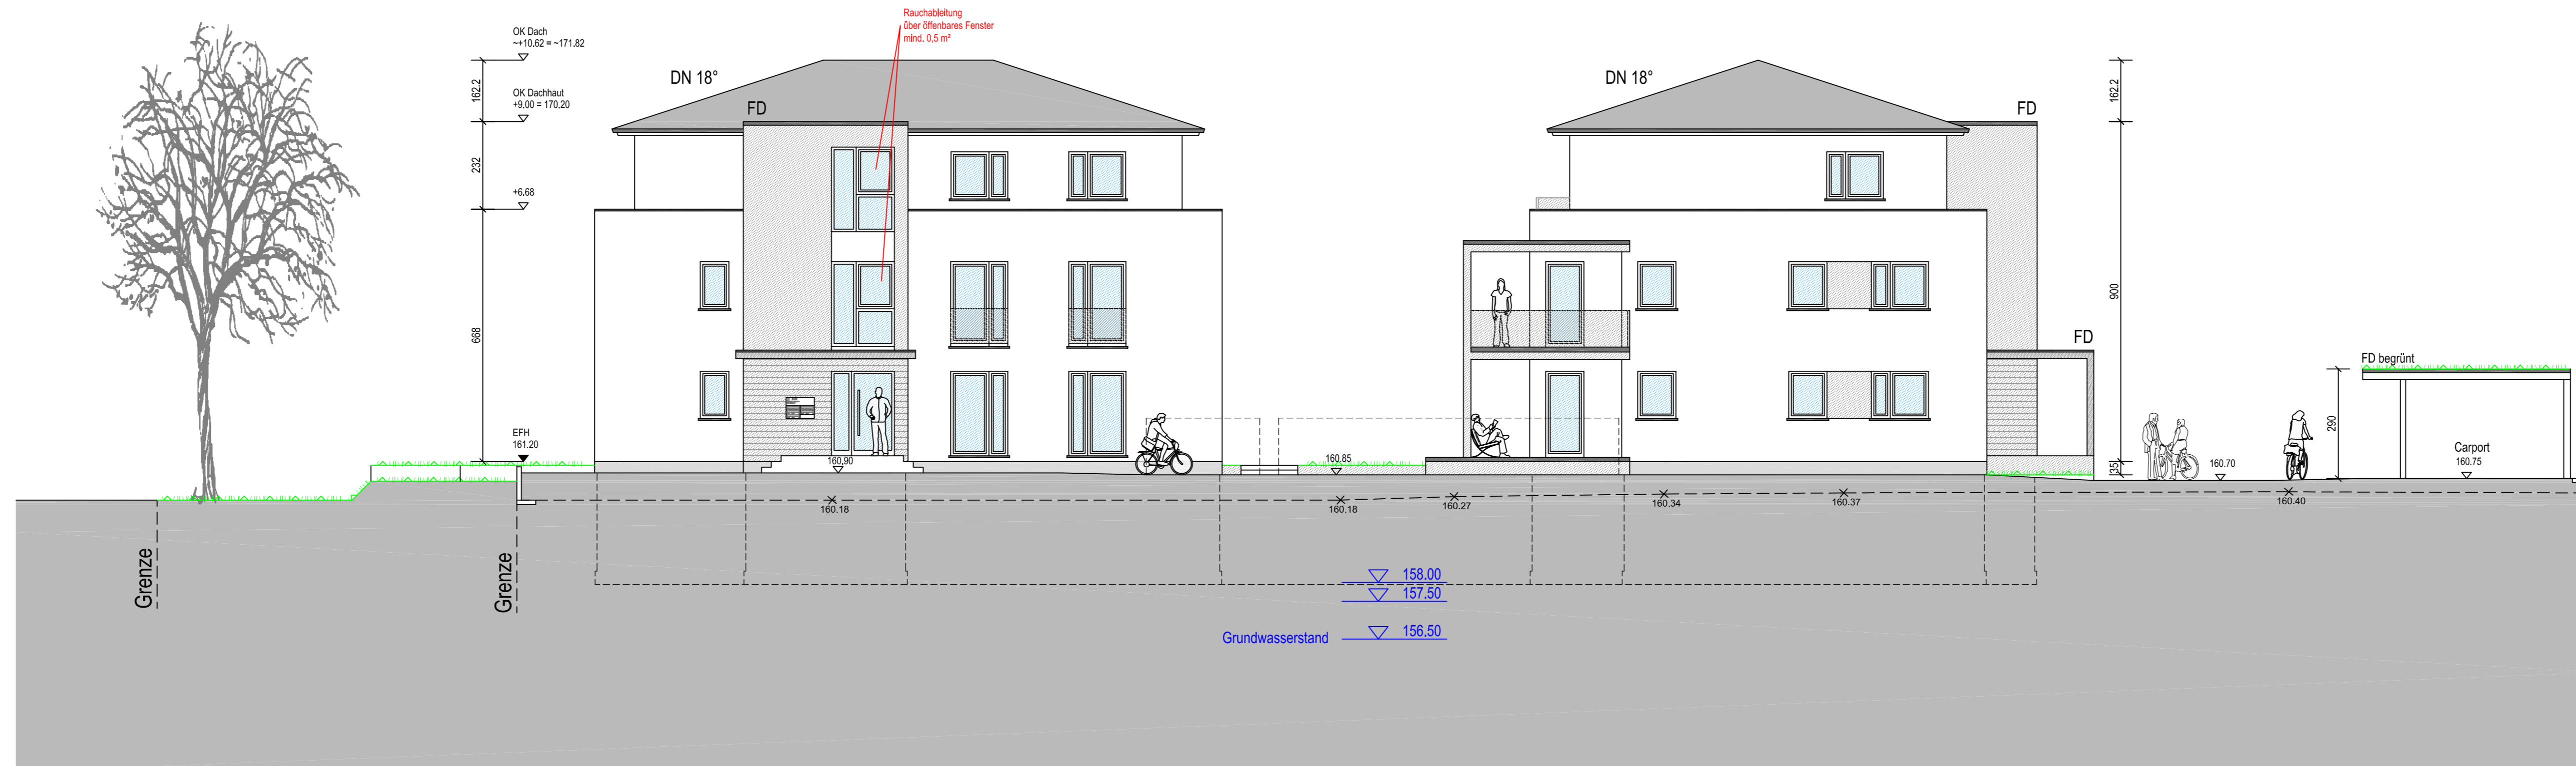 Rauchableitung
über öffenbares Fenster
mind. 0,5 m²
OK Dach
~+10.62 = ~171.82
162.2
OK Dachhaut
+9.00 = 170.20
232
+6.68
668
EFH
161.20
DN 18°
FD
DN 18°
FD
162.2
900
FD
35
FD begrünt
290
Carport
160.75
160.90
160.85
160.70
160.18
160.18
160.27
160.34
160.37
160.40
Grenze
Grenze
158.00
157.50
Grundwasserstand 156.50